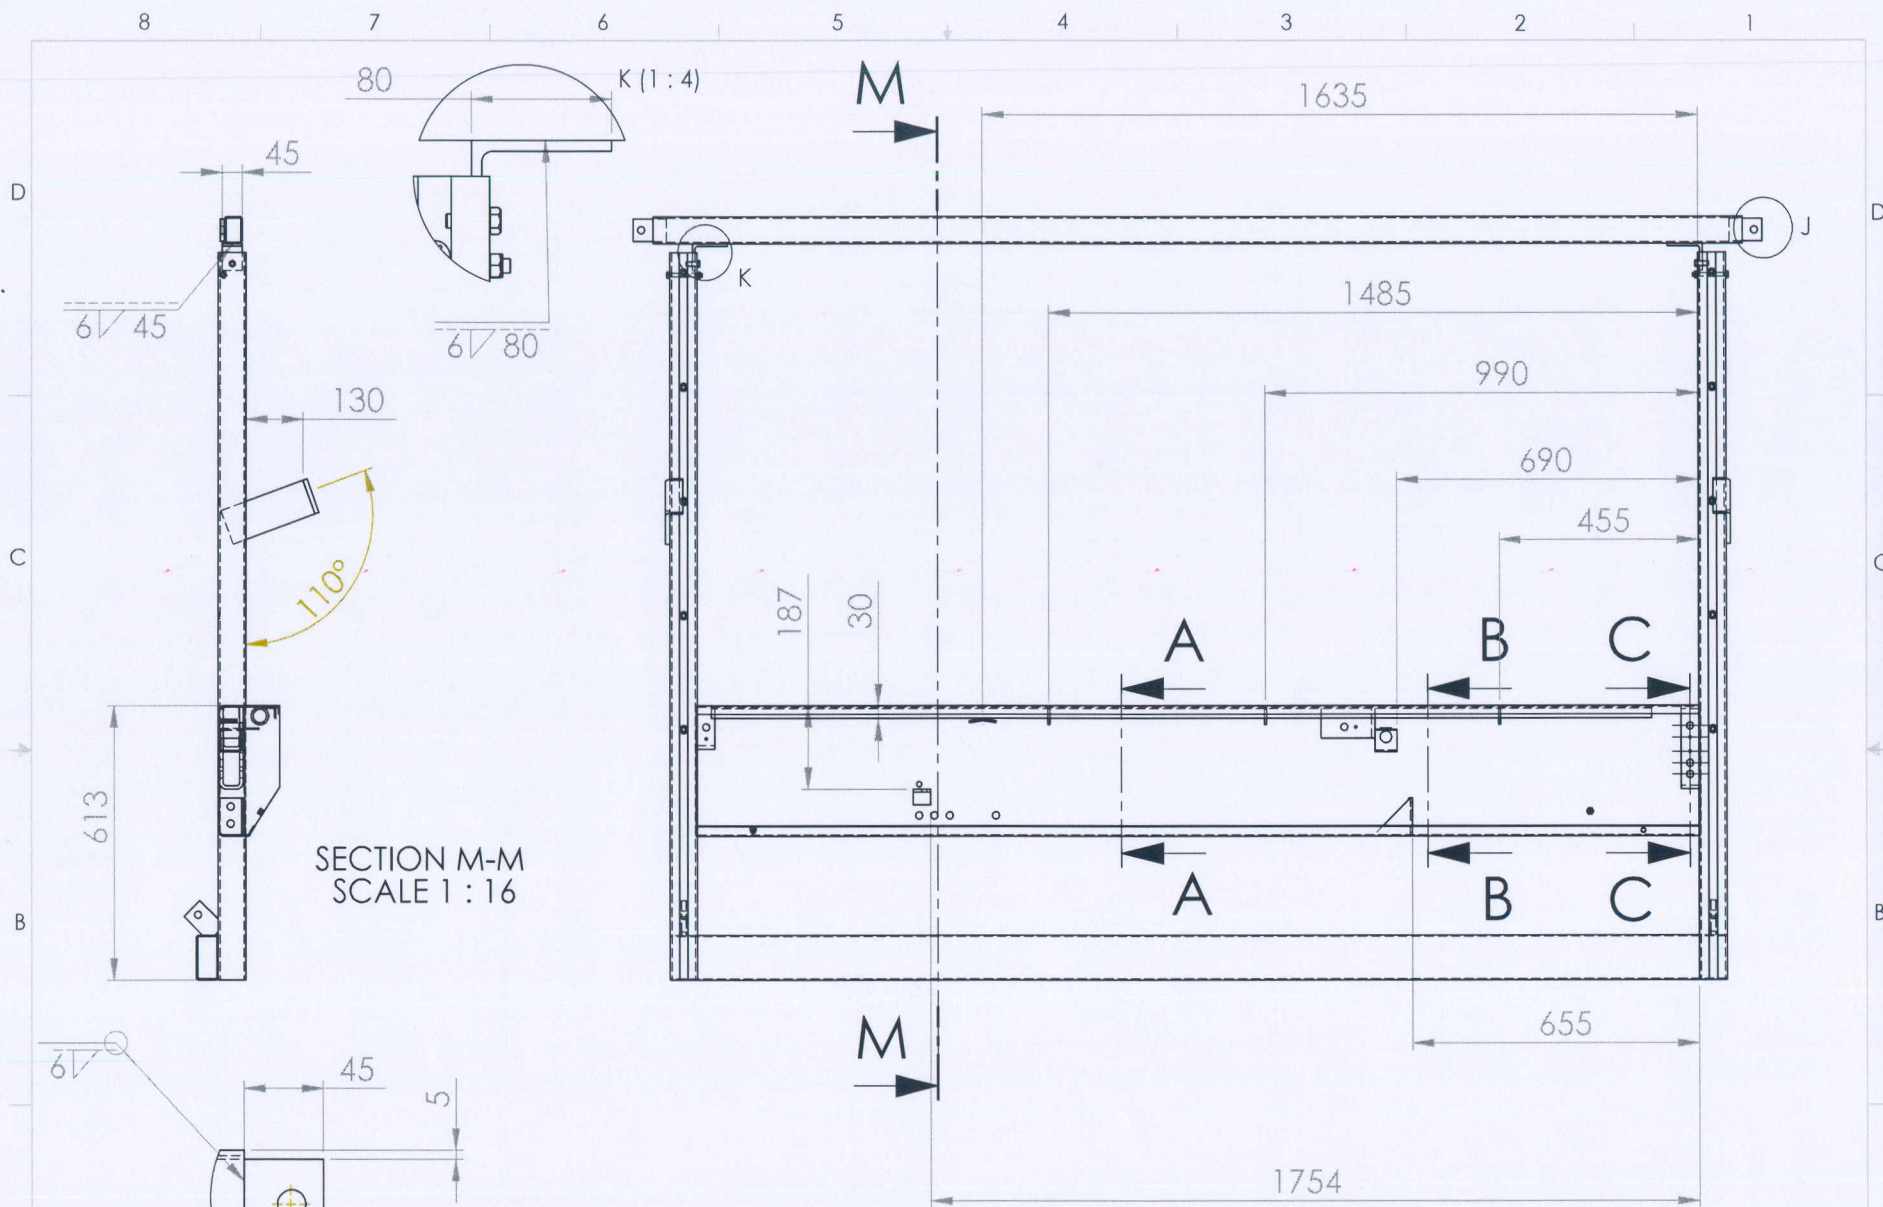 8 7 6 5 4 3 2 1
80
K (1 : 4)
M
1635
45
D
D
J
K
6 45
6 80
1485
990
130
690
455
C
C
110°
187
30
A B C
613
SECTION M-M
SCALE 1 : 16
A B C
B
B
M
655
6
45
5
1754